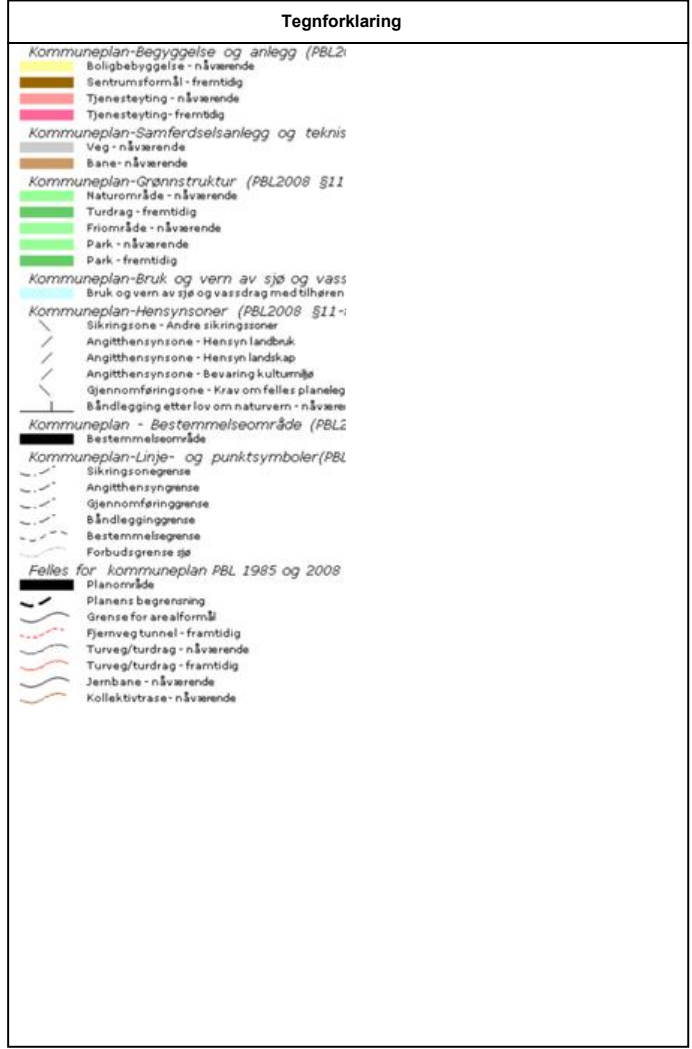 Tegnforklaring
Kommuneplan-Begyggelse og anlegg (PBL20
Boligbebyggelse - nåværende
Sentrumsformål - fremtidig
Tjenesteyting - nåværende
Tjenesteyting- fremtidig
Kommuneplan-Samferdselsanlegg og teknis
Veg - nåværende
Bane- nåværende
Kommuneplan-Grønnstruktur (PBL2008 §11
Naturområde - nåværende
Turdrag - fremtidig
Friområde - nåværende
Park - nåværende
Park - fremtidig
Kommuneplan-Bruk og vern av sjø og vass
Bruk og vern av sjø og vassdrag med tilhøren
Kommuneplan-Hensynsoner (PBL2008 §11-
Sikringsone - Andre sikringssoner
Angitthensynsone - Hensyn landbruk
Angitthensynsone - Hensyn landskap
Angitthensynsone - Bevaring kulturmiljø
Gjennomføringsone - Krav om felles planeleg
Båndlegging etter lov om naturvern - nåvære
Kommuneplan - Bestemmelseområde (PBL2
Bestemmelseområde
Kommuneplan-Linje- og punktsymboler(PBL
Sikringsonegrense
Angitthensyngrense
Gjennomføringgrense
Båndlegginggrense
Bestemmelsegrense
Forbudsgrense sjø
Felles for kommuneplan PBL 1985 og 2008
Planområde
Planens begrensning
Grense for arealformål
Fjernveg tunnel - framtidig
Turveg/turdrag - nåværende
Turveg/turdrag - framtidig
Jernbane - nåværende
Kollektivtrase- nåværende